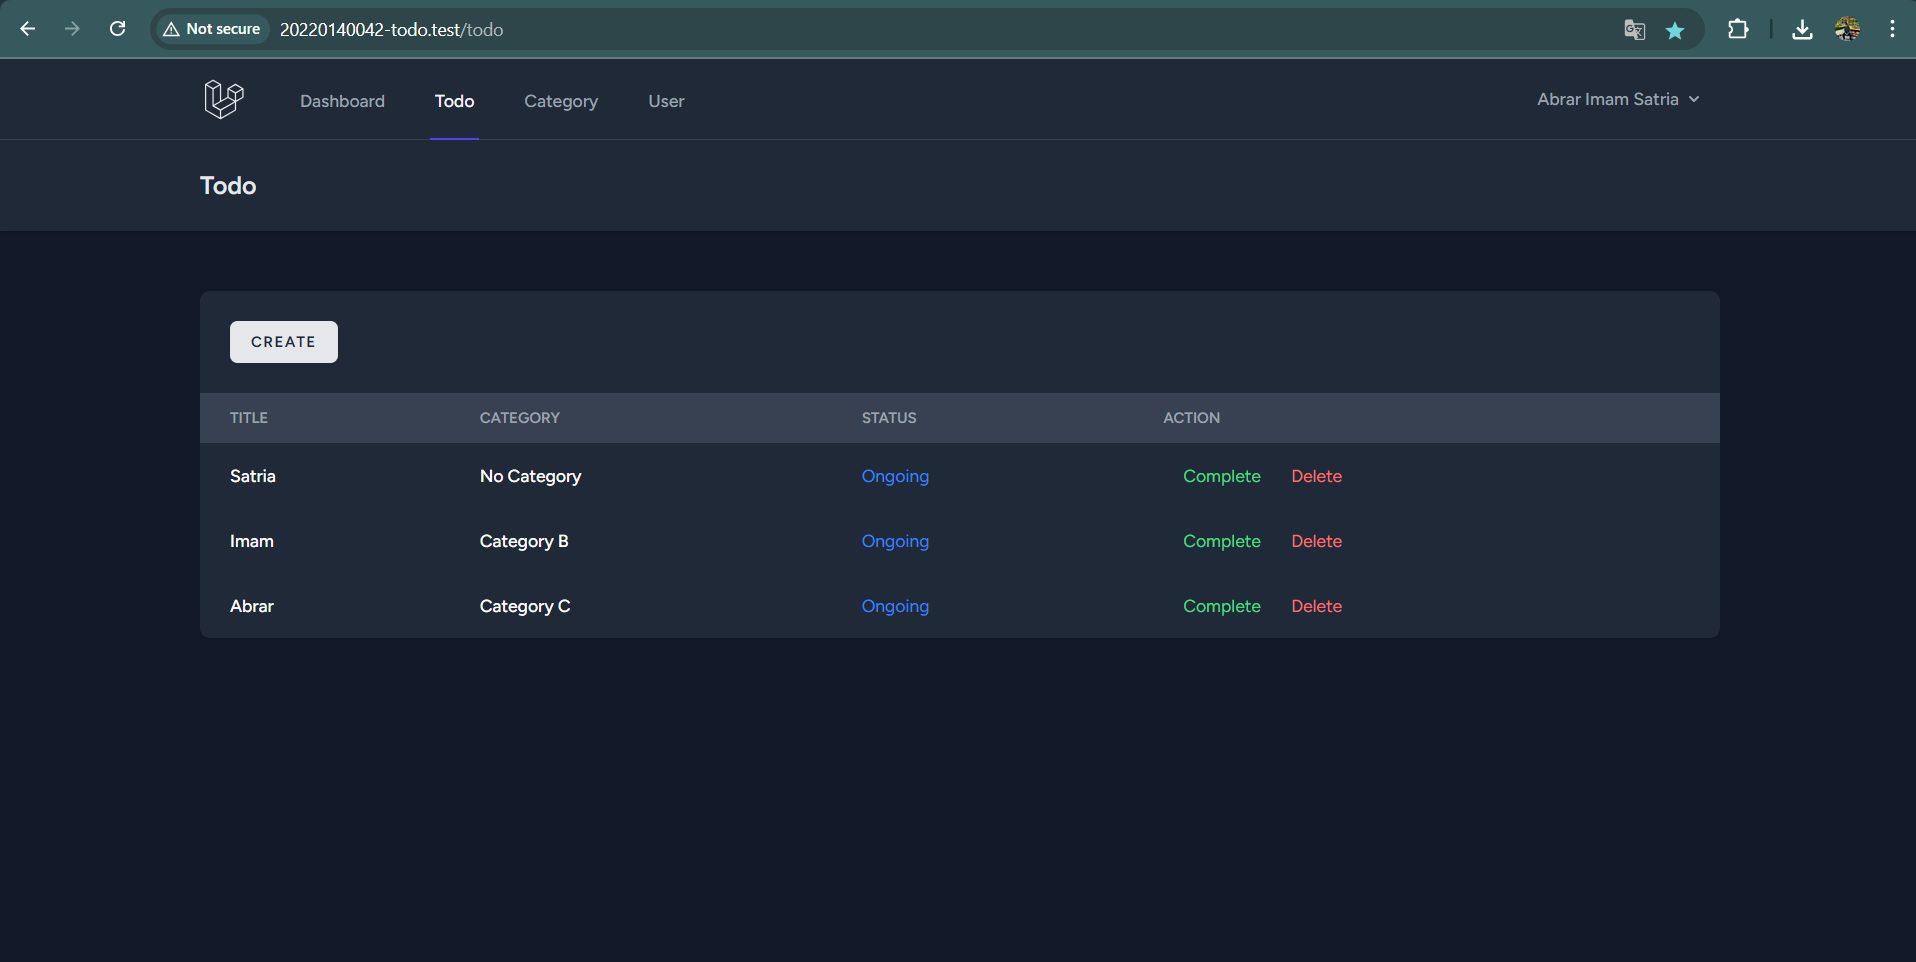 Not secure 20220140042-todo.test/todo
Dashboard Todo Category User Abrar Imam Satria
Todo
CREATE
TITLE CATEGORY STATUS ACTION
Satria No Category Ongoing Complete Delete
Imam Category B Ongoing Complete Delete
Abrar Category C Ongoing Complete Delete